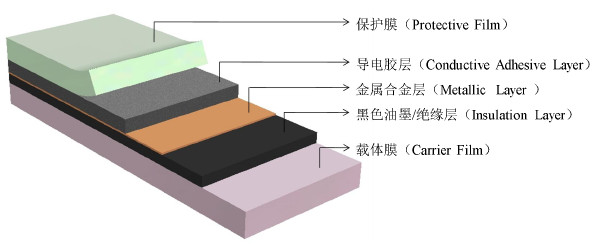 保护膜（Protective Film）
导电胶层（Conductive Adhesive Layer）
金属合金层（Metallic Layer ）
黑色油墨/绝缘层（Insulation Layer）
载体膜（Carrier Film）